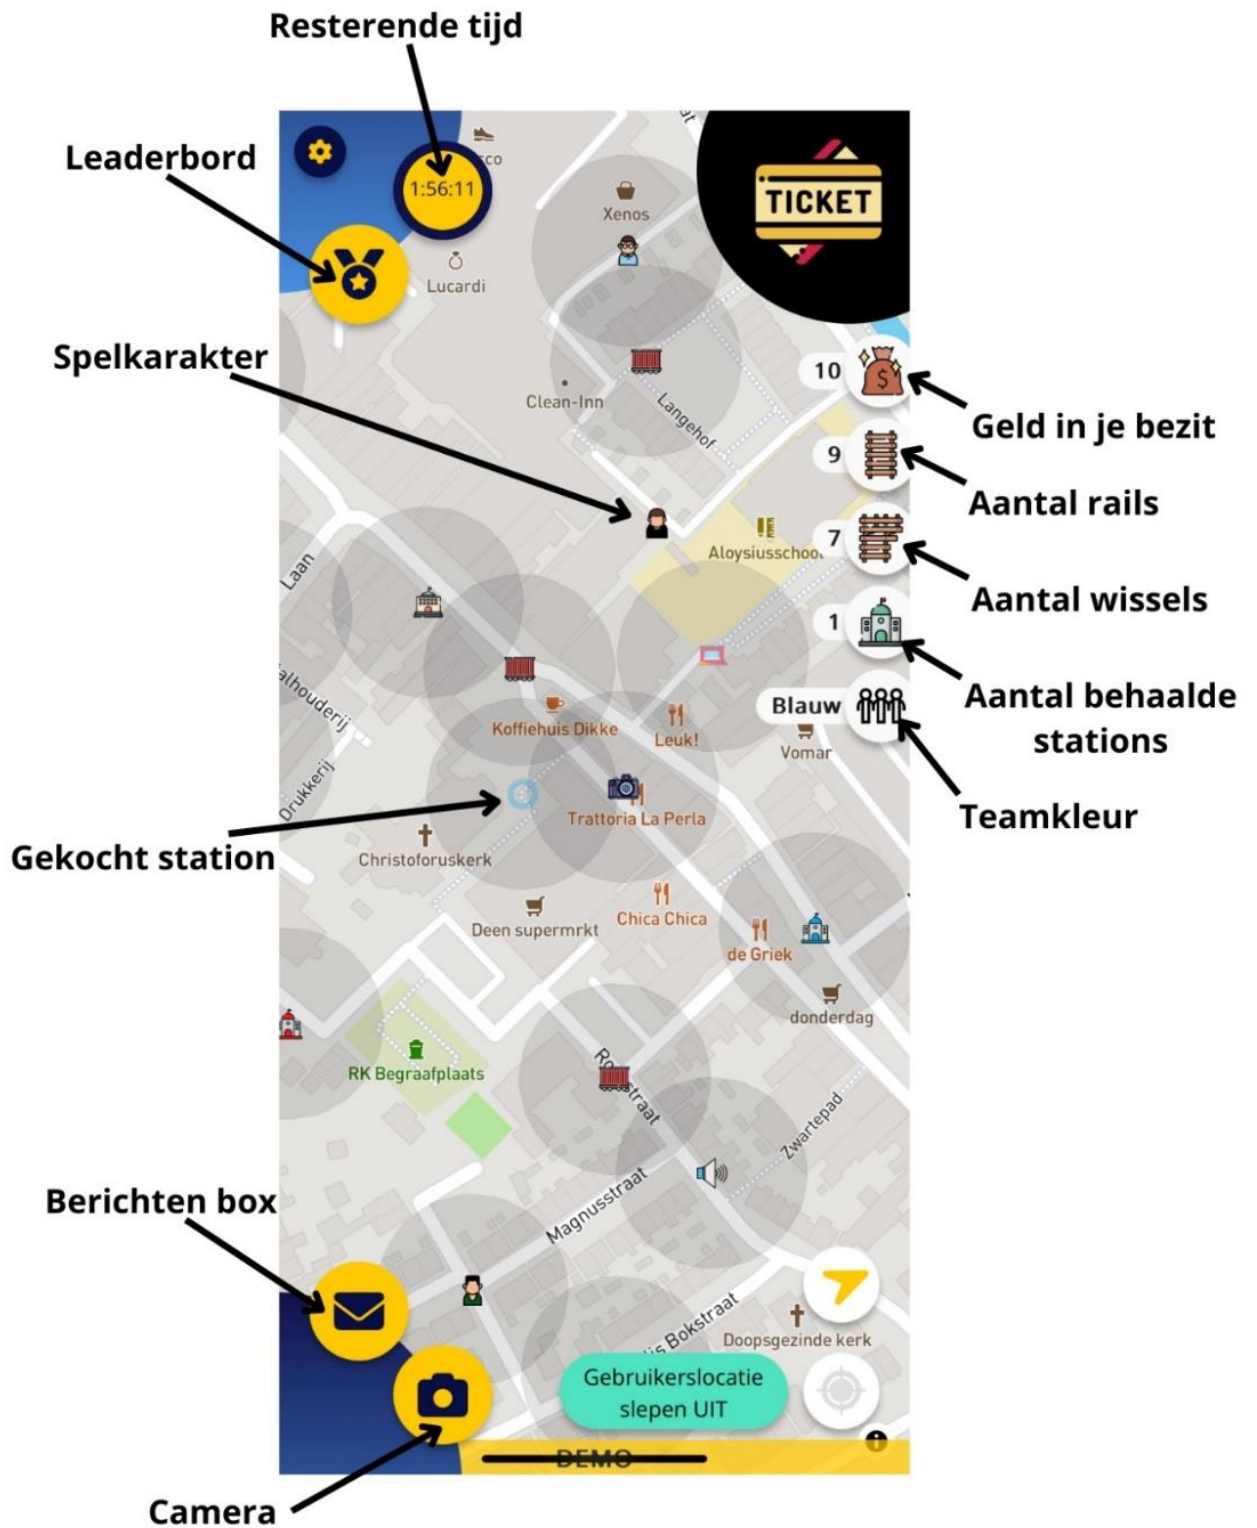 Resterende tijd
Leaderbord
1:56:11
sco
Xenos
TICKET
Lucardi
Spelkarakter
10
Clean-Inn
Langehof
Geld in je bezit
9
Aantal rails
7
Aloysiusschool
Aantal wissels
Laan
1
Aantal behaalde
stations
alhouderij
Blauw
Koffiehuis Dikke
Leuk!
Vomar
Drukkerij
Teamkleur
Trattoria La Perla
Gekocht station
Christoforuskerk
Chica Chica
Deen supermrkt
de Griek
donderdag
RK Begraafplaats
Zwartepad
Magnusstraat
Berichten box
lis Bokstraat
Doopsgezinde kerk
Gebruikerslocatie
slepen UIT
DEMO
Camera